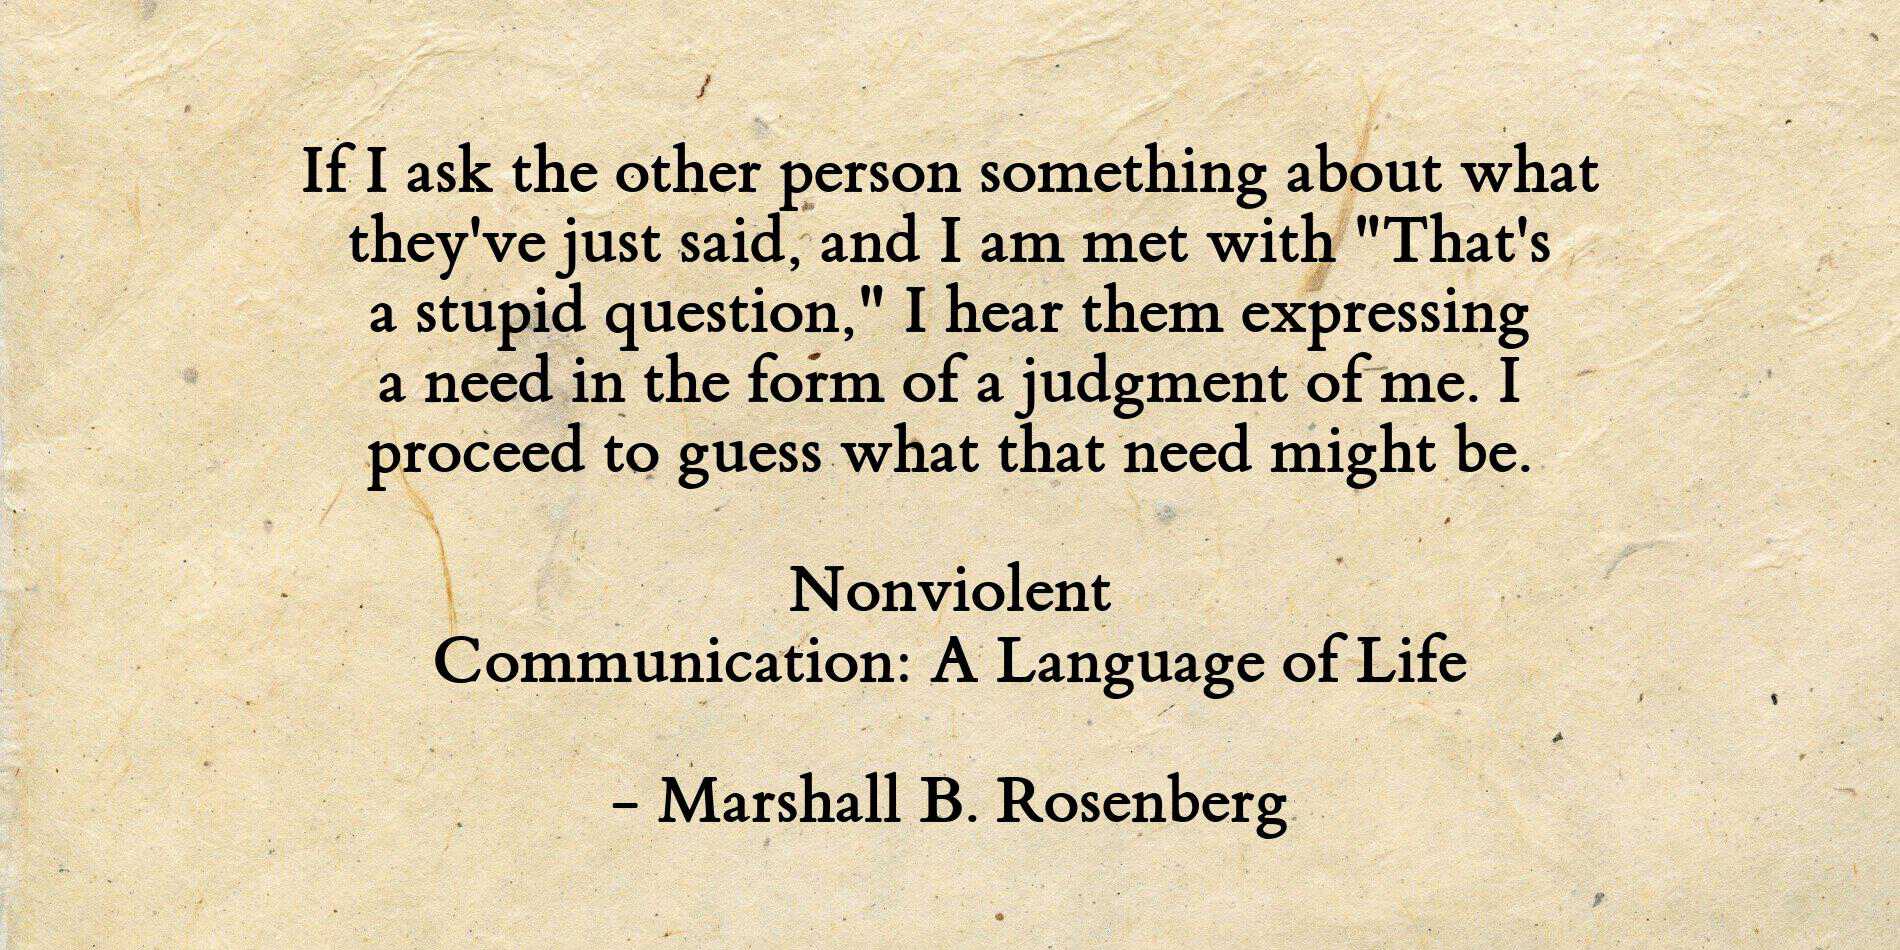 If I ask the other person something about what
they've just said, and I am met with "That's
a stupid question," I hear them expressing
a need in the form of a judgment of me. I
proceed to guess what that need might be.
Nonviolent
Communication: A Language of Life
- Marshall B. Rosenberg